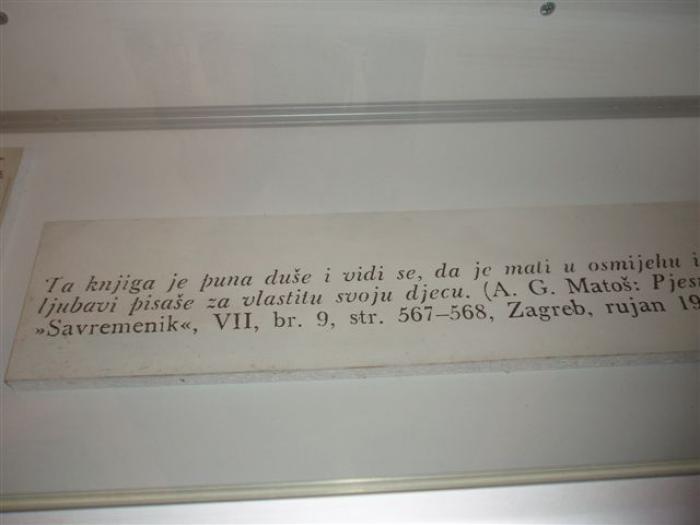 Ta knjiga je puna duše i vidi se, da je mati u osmijehu i
ljubavi pisaše za vlastitu svoju djecu. (A. G. Matoš:
»Savremenik«, VII, br. 9, str. 567–568, Zagreb, rujan 19